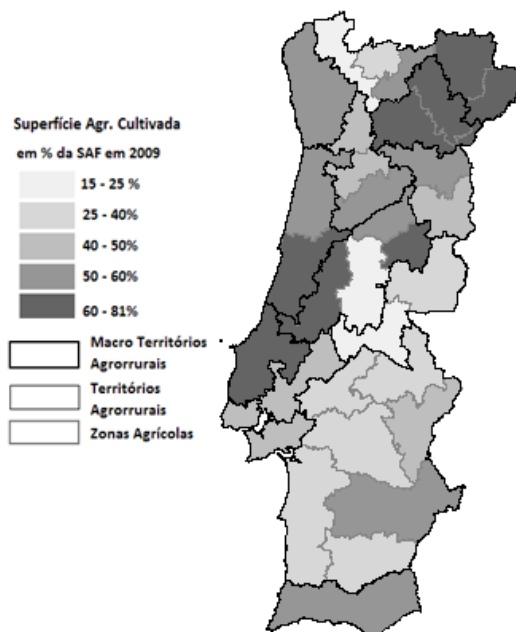 Superfície Agr. Cultivada
em % da SAF em 2009
15 - 25 %
25 - 40%
40 - 50%
50 - 60%
60 - 81%
Macro Territórios
Agrorrurais
Territórios
Agrorrurais
Zonas Agrícolas